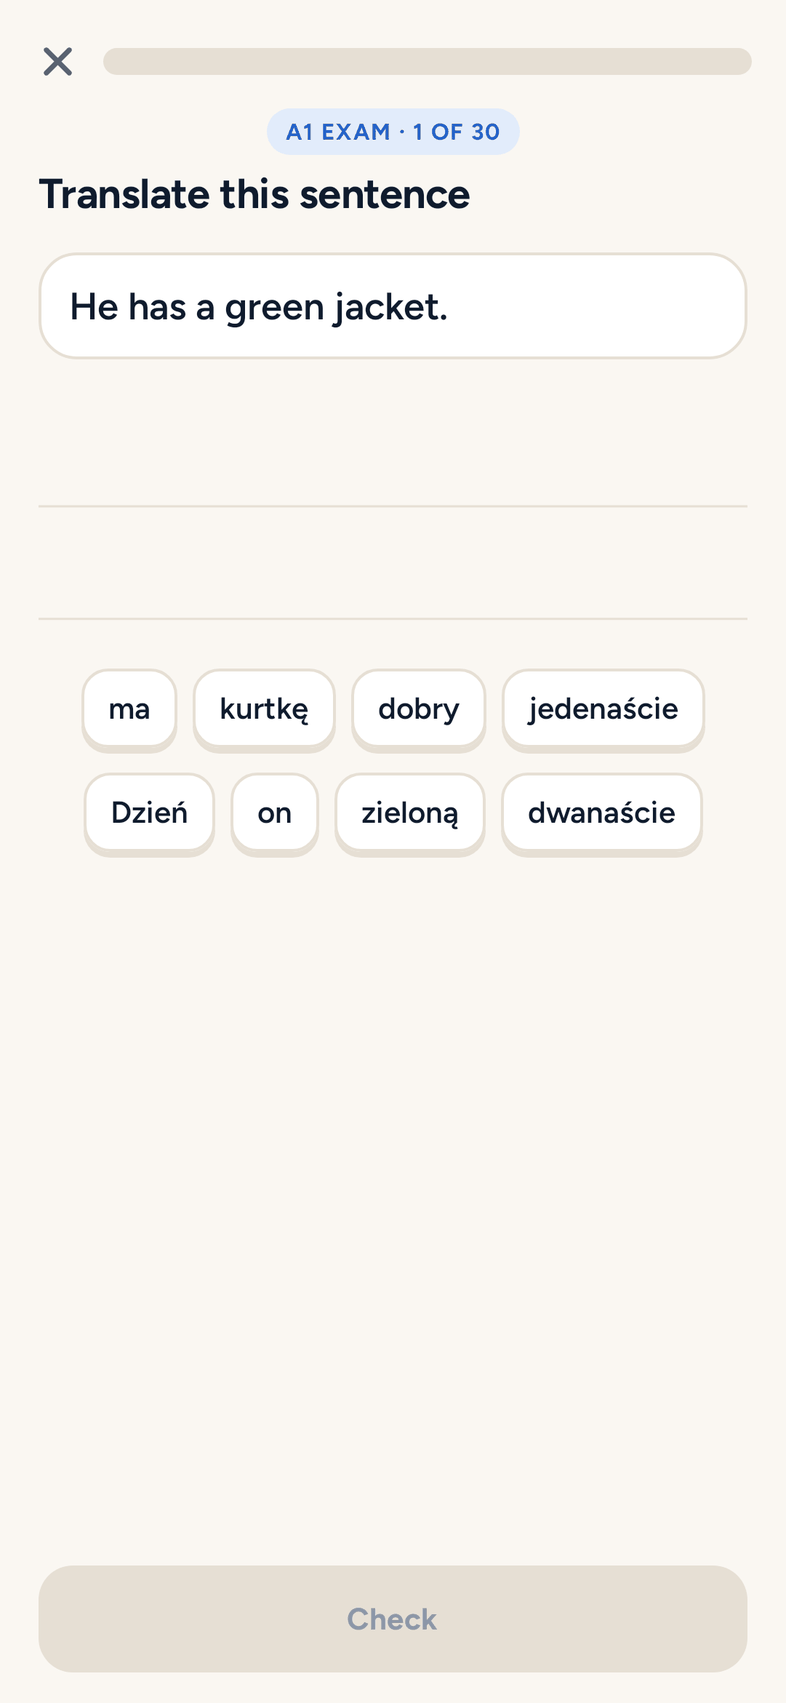 A1 EXAM · 1 OF 30
Translate this sentence
He has a green jacket.
ma kurtkę dobry jedenaście
Dzień on zieloną dwanaście
Check